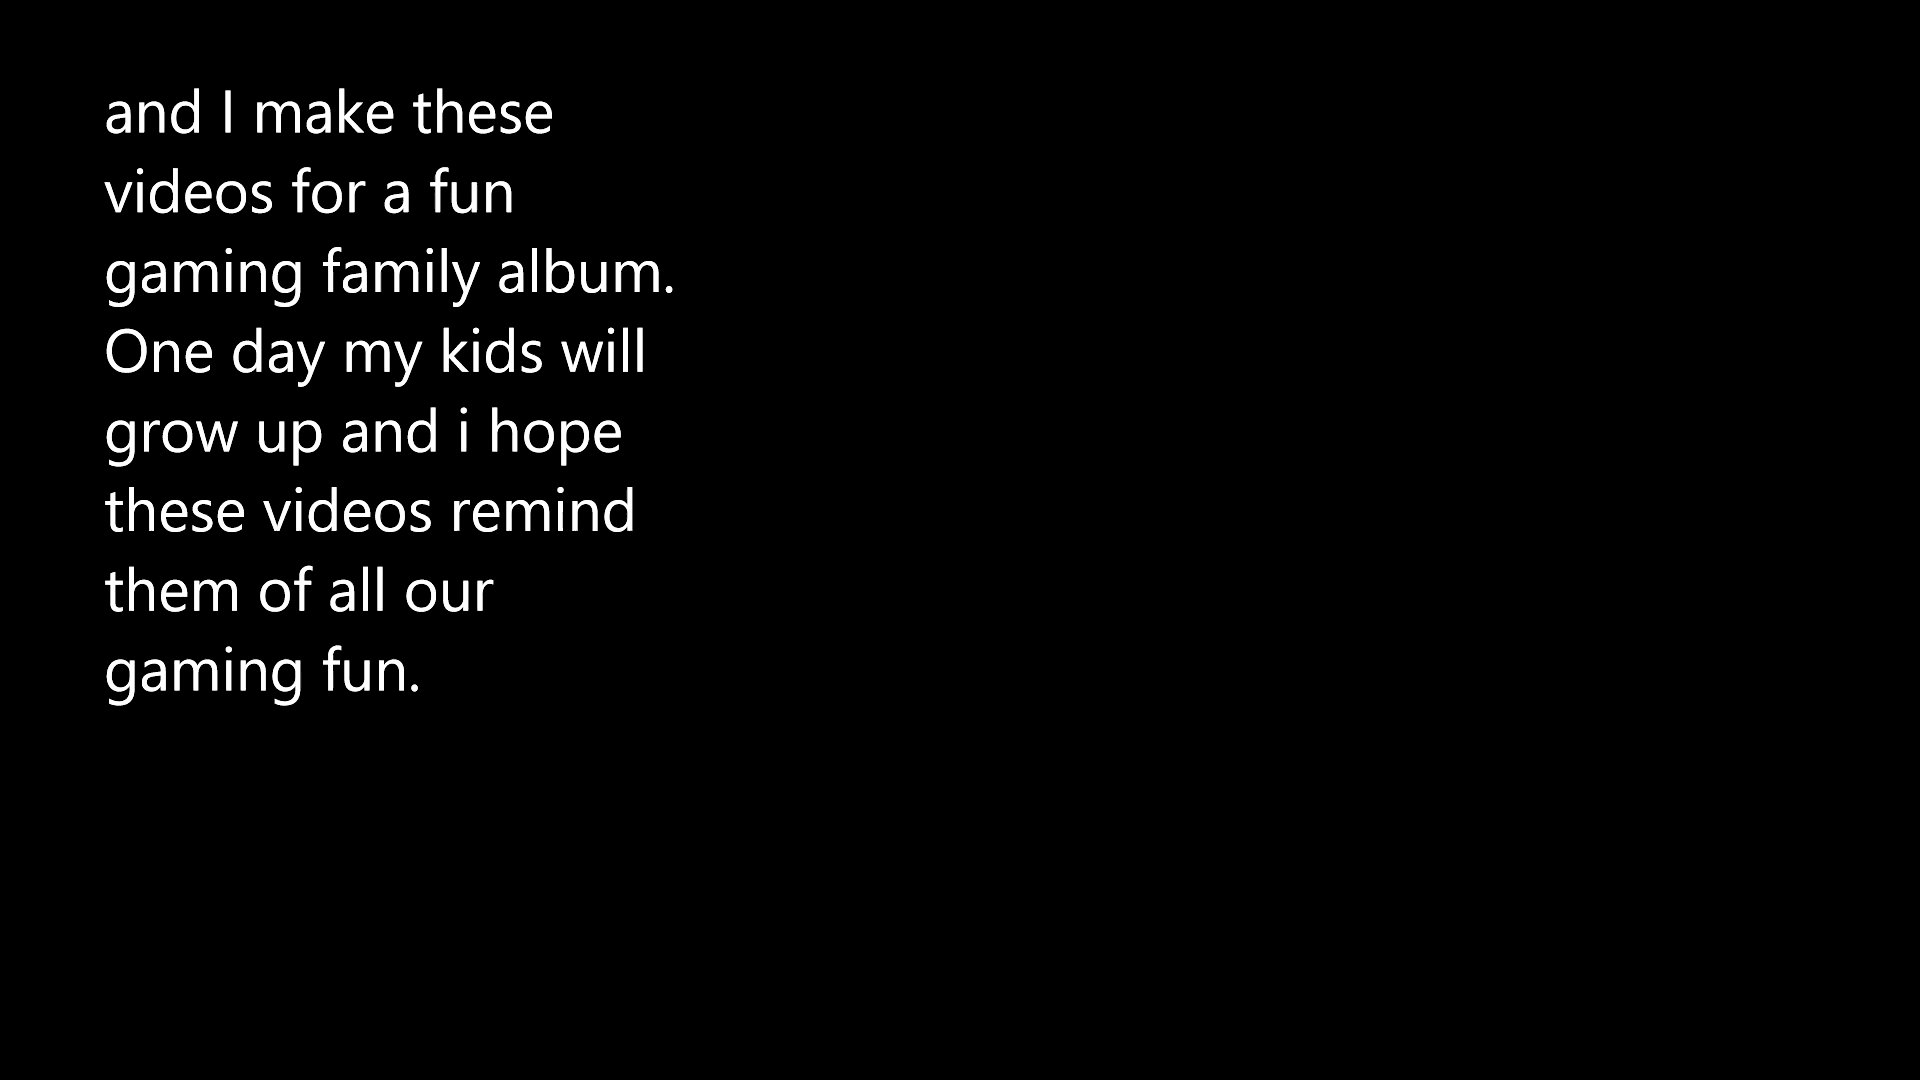 and I make these
videos for a fun
gaming family album.
One day my kids will
grow up and i hope
these videos remind
them of all our
gaming fun.